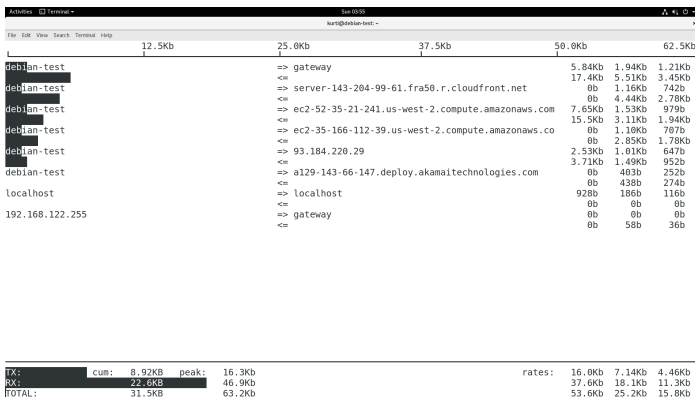 Activities Terminal Sun 03:55
kurt@debian-test: ~
File Edit View Search Terminal Help
12.5Kb 25.0Kb 37.5Kb 50.0Kb 62.5Kb
debian-test => gateway 5.84Kb 1.94Kb 1.21Kb
<= 17.4Kb 5.51Kb 3.45Kb
debian-test => server-143-204-99-61.fra50.r.cloudfront.net 0b 1.16Kb 742b
<= 0b 4.44Kb 2.78Kb
debian-test => ec2-52-35-21-241.us-west-2.compute.amazonaws.com 7.65Kb 1.53Kb 979b
<= 15.5Kb 3.11Kb 1.94Kb
debian-test => ec2-35-166-112-39.us-west-2.compute.amazonaws.co 0b 1.10Kb 707b
<= 0b 2.85Kb 1.78Kb
debian-test => 93.184.220.29 2.53Kb 1.01Kb 647b
<= 3.71Kb 1.49Kb 952b
debian-test => a129-143-66-147.deploy.akamaitechnologies.com 0b 403b 252b
<= 0b 438b 274b
localhost => localhost 928b 186b 116b
<= 0b 0b 0b
192.168.122.255 => gateway 0b 0b 0b
<= 0b 58b 36b
TX: cum: 8.92KB peak: 16.3Kb rates: 16.0Kb 7.14Kb 4.46Kb
RX: 22.6KB 46.9Kb 37.6Kb 18.1Kb 11.3Kb
TOTAL: 31.5KB 63.2Kb 53.6Kb 25.2Kb 15.8Kb